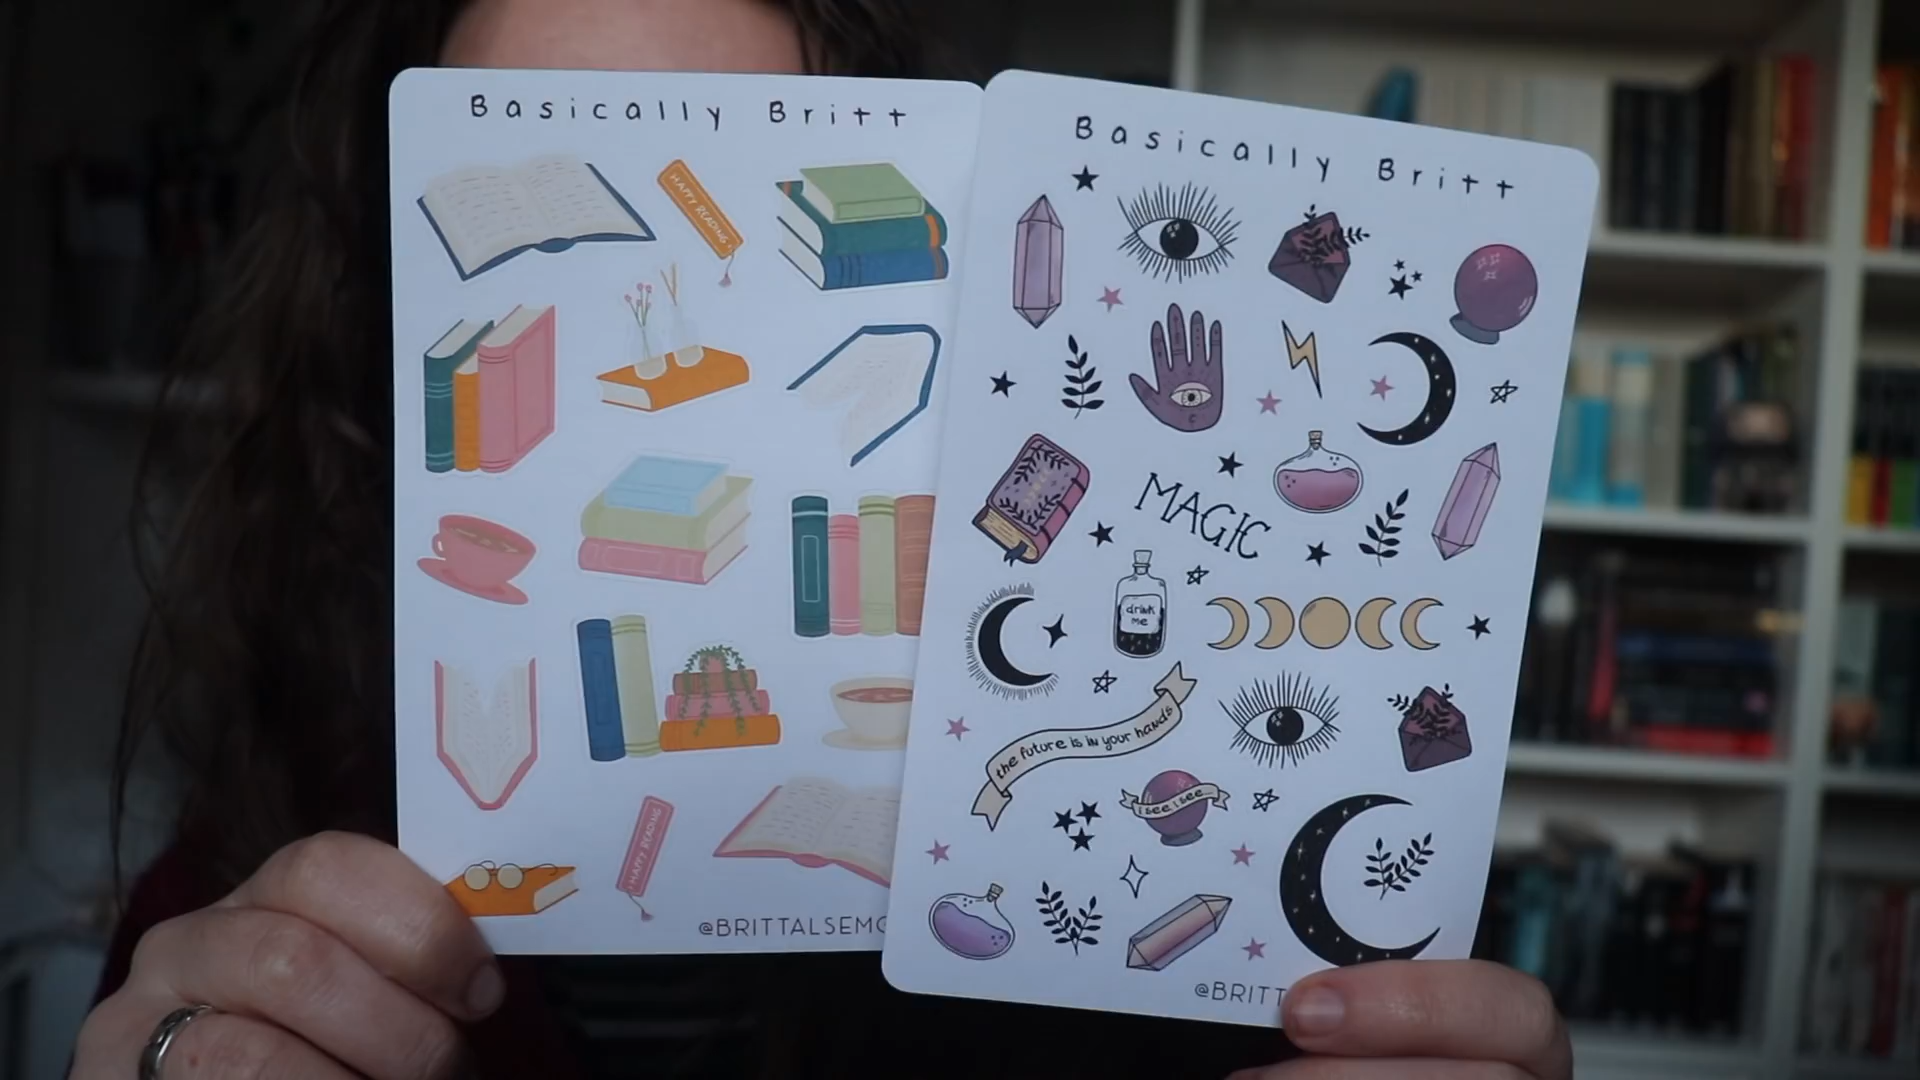 Basically Britt
HAPPY READING
HAPPY READING
@BRITTALSEM
Basically Britt
MAGIC
drink
me
the future is in your hands
i see i see...
@BRITT